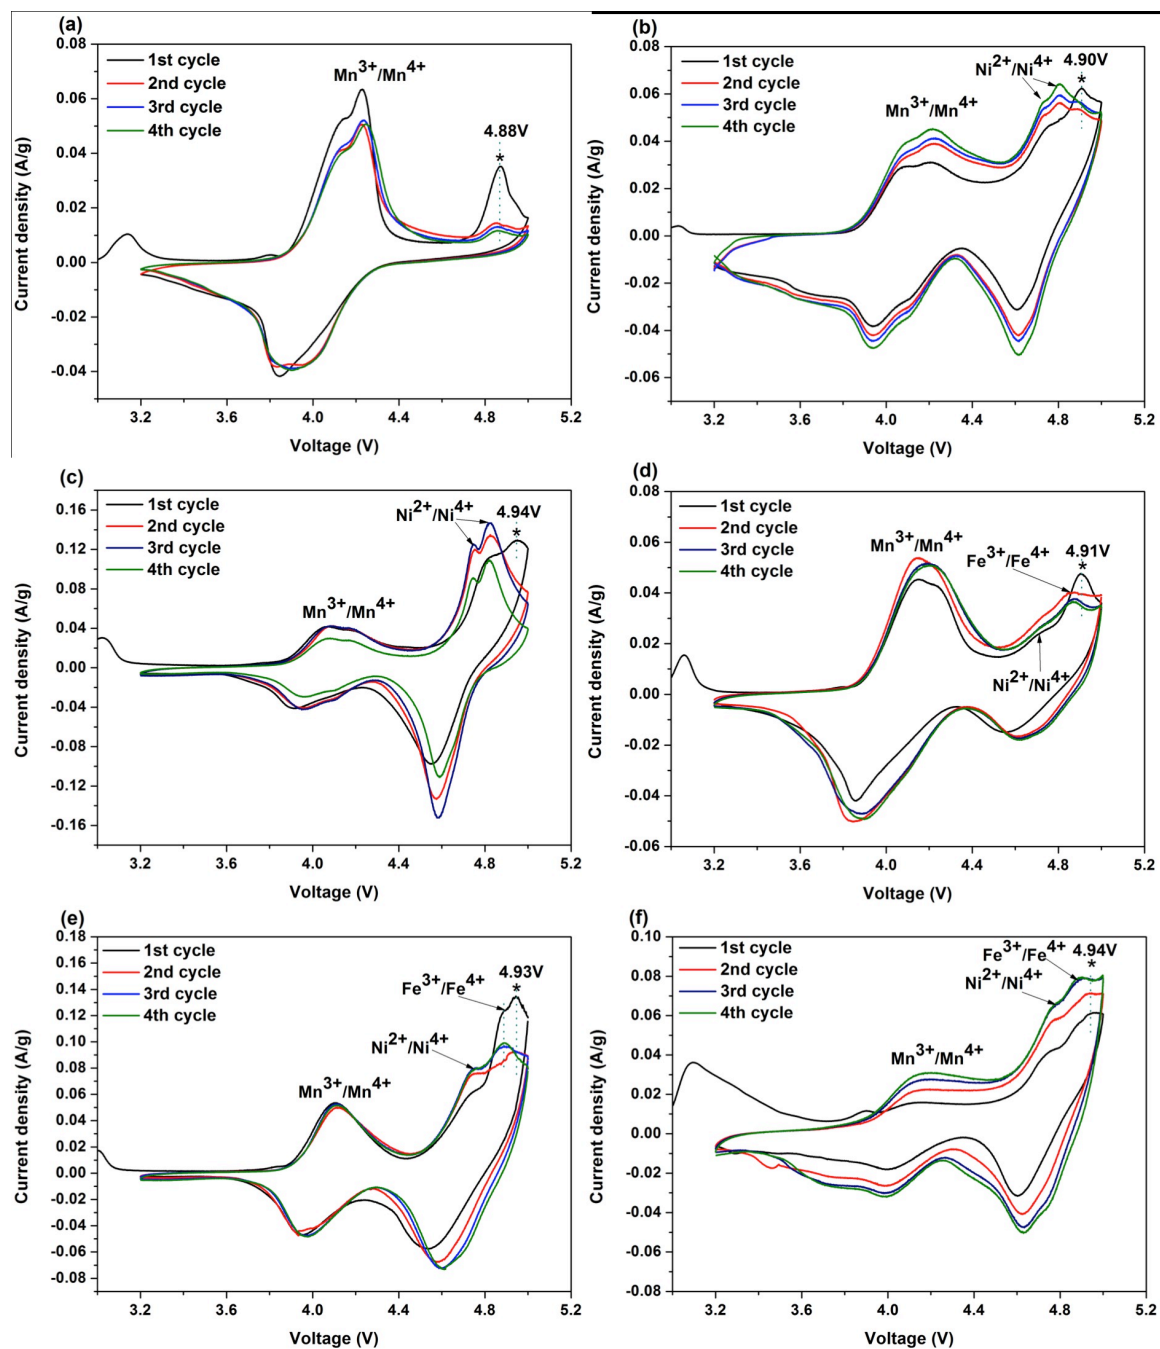 (a)
1st cycle
2nd cycle
3rd cycle
4th cycle
Mn3+/Mn4+
4.88V
*
0.08
0.06
0.04
0.02
0.00
-0.02
-0.04
Current density (A/g)
3.2 3.6 4.0 4.4 4.8 5.2
Voltage (V)
(b)
1st cycle
2nd cycle
3rd cycle
4th cycle
Mn3+/Mn4+
Ni2+/Ni4+
4.90V
*
0.08
0.06
0.04
0.02
0.00
-0.02
-0.04
-0.06
Current density (A/g)
3.2 3.6 4.0 4.4 4.8 5.2
Voltage (V)
(c)
1st cycle
2nd cycle
3rd cycle
4th cycle
Mn3+/Mn4+
Ni2+/Ni4+
4.94V
*
0.16
0.12
0.08
0.04
0.00
-0.04
-0.08
-0.12
-0.16
Current density (A/g)
3.2 3.6 4.0 4.4 4.8 5.2
Voltage (V)
(d)
1st cycle
2nd cycle
3rd cycle
4th cycle
Mn3+/Mn4+
Fe3+/Fe4+
4.91V
*
Ni2+/Ni4+
0.08
0.06
0.04
0.02
0.00
-0.02
-0.04
-0.06
Current density (A/g)
3.2 3.6 4.0 4.4 4.8 5.2
Voltage (V)
(e)
1st cycle
2nd cycle
3rd cycle
4th cycle
4.93V
*
Fe3+/Fe4+
Ni2+/Ni4+
Mn3+/Mn4+
0.18
0.16
0.14
0.12
0.10
0.08
0.06
0.04
0.02
0.00
-0.02
-0.04
-0.06
-0.08
Current density (A/g)
3.2 3.6 4.0 4.4 4.8 5.2
Voltage (V)
(f)
1st cycle
2nd cycle
3rd cycle
4th cycle
Fe3+/Fe4+
4.94V
*
Ni2+/Ni4+
Mn3+/Mn4+
0.10
0.08
0.06
0.04
0.02
0.00
-0.02
-0.04
-0.06
-0.08
Current density (A/g)
3.2 3.6 4.0 4.4 4.8 5.2
Voltage (V)